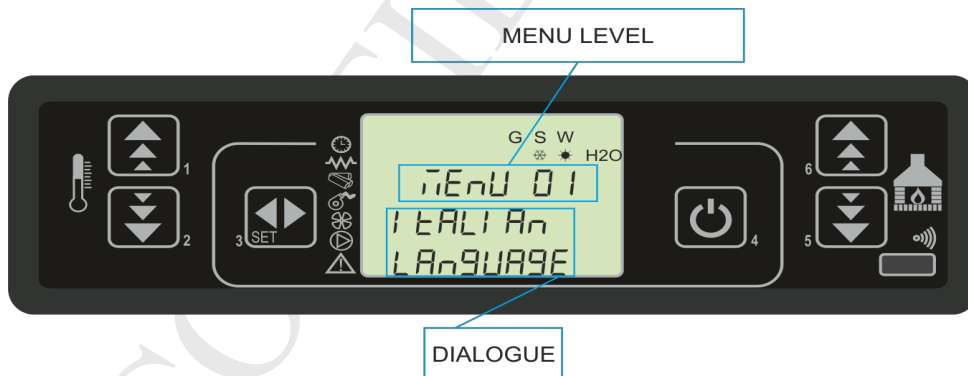 MENU LEVEL
G S W
H2O
1
6
MEnU 01
ItALIAn
3 SET
4
2
5
LAnguAgE
DIALOGUE